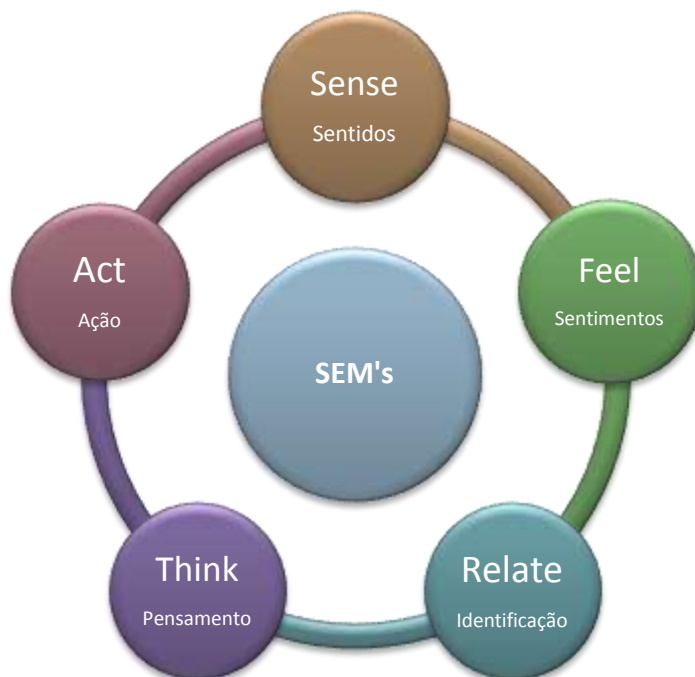 Sense
Sentidos
Feel
Sentimentos
Relate
Identificação
Think
Pensamento
Act
Ação
SEM's